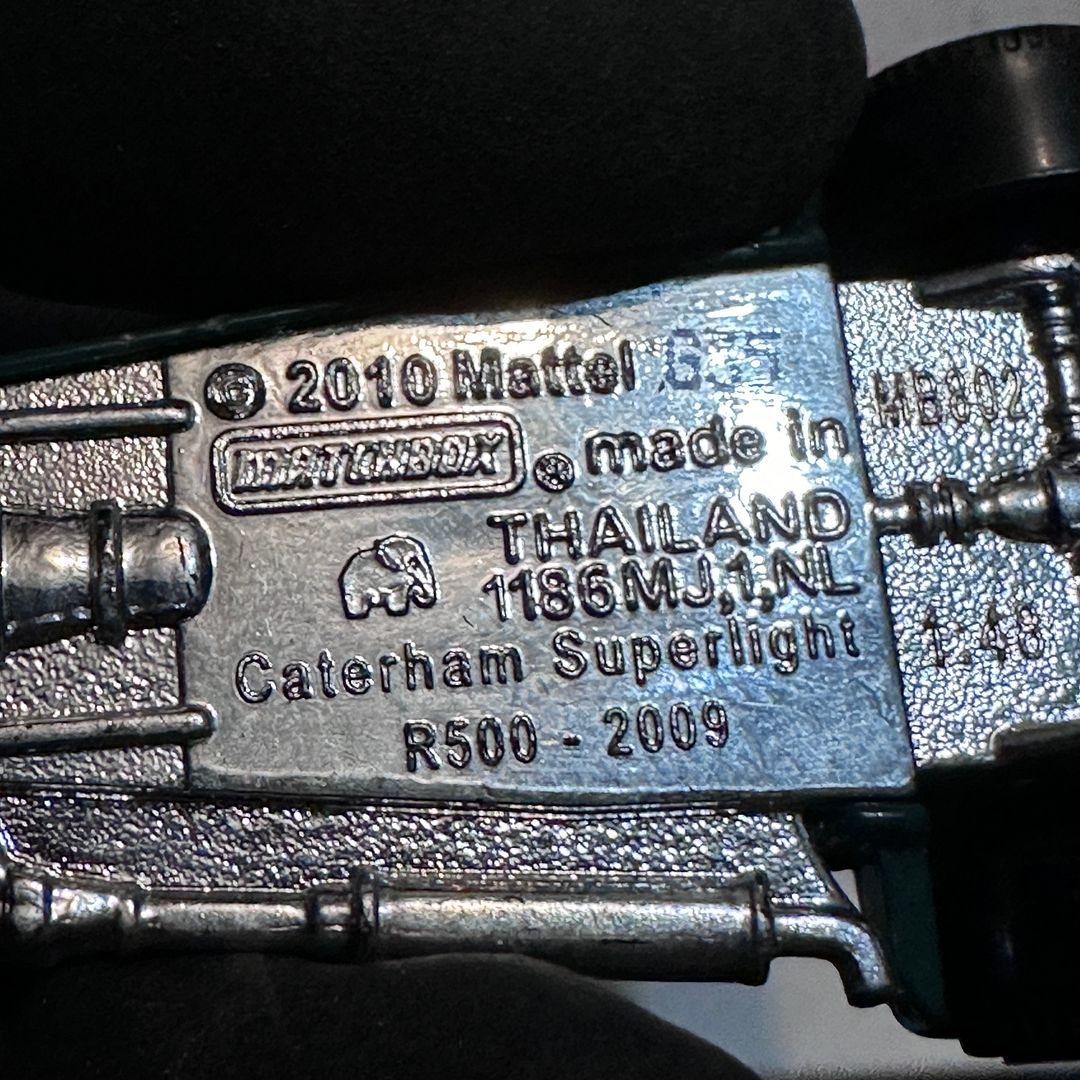 © 2010 Mattel
MATCHBOX ® made in
THAILAND
1186MJ,1,NL
Caterham Superlight
R500 - 2009
MB802
1:48